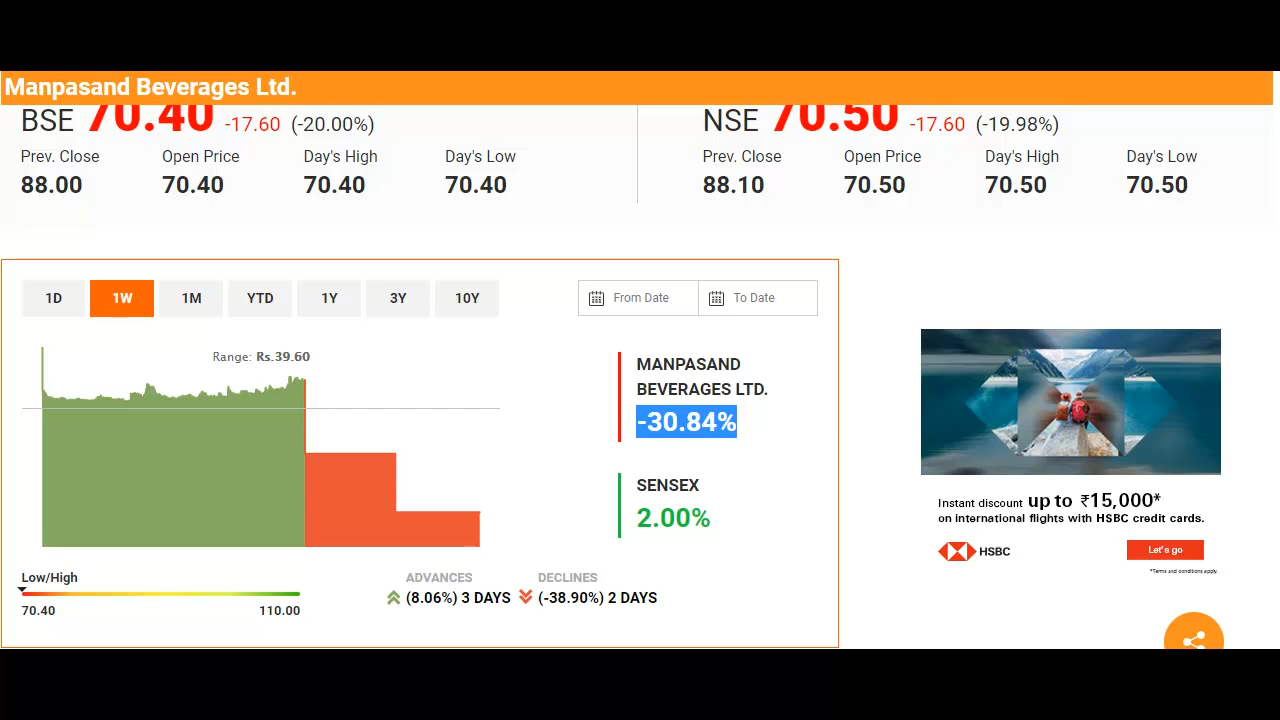 Manpasand Beverages Ltd.
BSE 70.40 -17.60 (-20.00%)
Prev. Close Open Price Day's High Day's Low
88.00 70.40 70.40 70.40
NSE 70.50 -17.60 (-19.98%)
Prev. Close Open Price Day's High Day's Low
88.10 70.50 70.50 70.50
1D 1W 1M YTD 1Y 3Y 10Y
From Date To Date
Range: Rs.39.60
MANPASAND
BEVERAGES LTD.
-30.84%
SENSEX
2.00%
Low/High
70.40 110.00
ADVANCES DECLINES
(8.06%) 3 DAYS (-38.90%) 2 DAYS
Instant discount up to ₹15,000*
on international flights with HSBC credit cards.
HSBC
Let's go
*Terms and conditions apply.